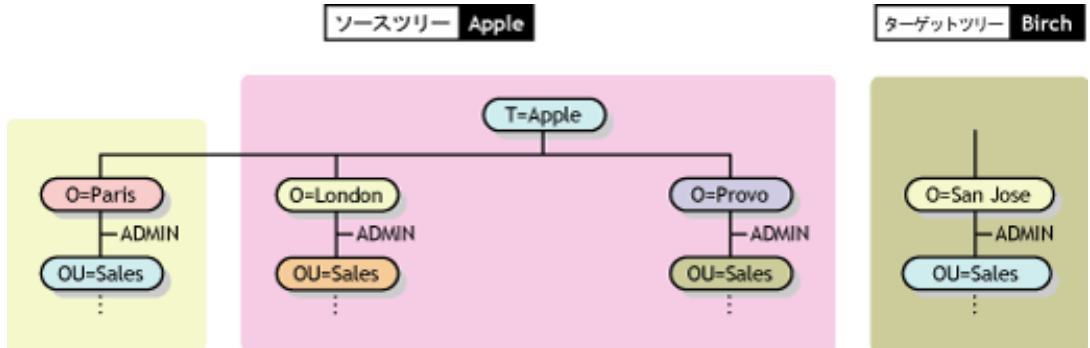 ソースツリー Apple
ターゲットツリー Birch
T=Apple
O=Paris
O=London
O=Provo
O=San Jose
ADMIN
ADMIN
ADMIN
ADMIN
OU=Sales
OU=Sales
OU=Sales
OU=Sales